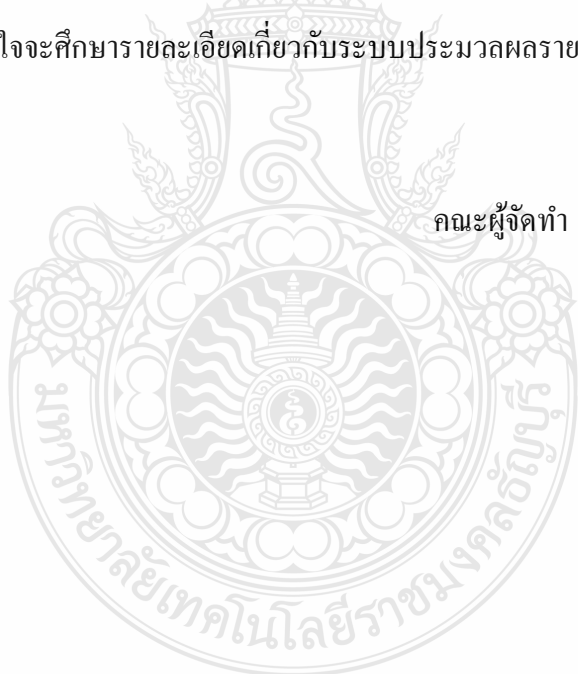 ใจจะศึกษารายละเอียดเกี่ยวกับระบบประมวลผลราย
คณะผู้จัดทำ
มหาวิทยาลัยเทคโนโลยีราชมงคลธัญบุรี